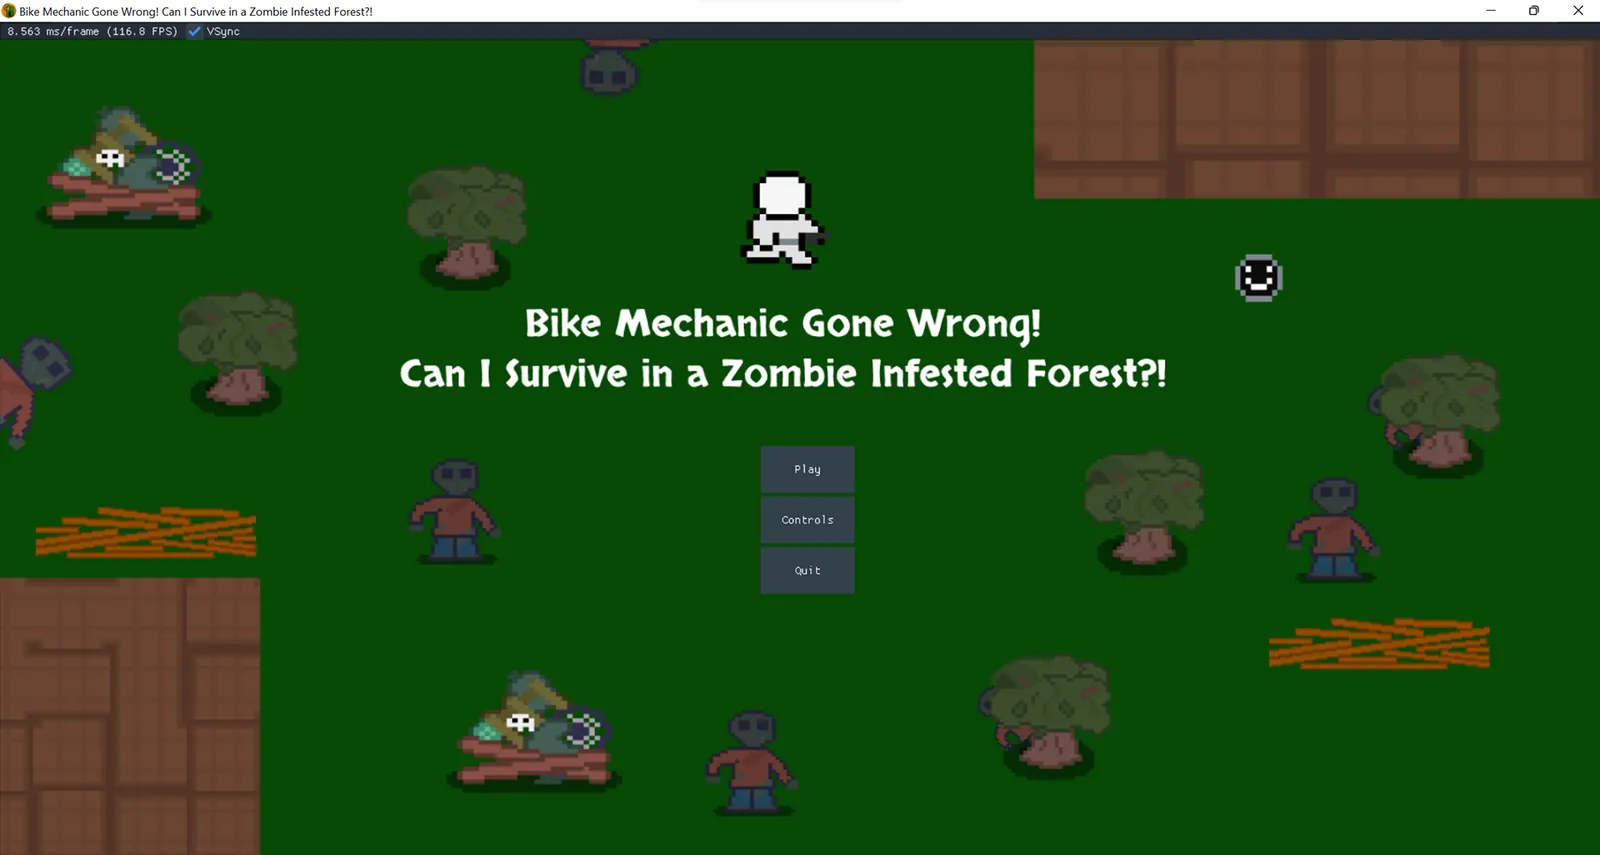 Bike Mechanic Gone Wrong! Can I Survive in a Zombie Infested Forest?!
8.563 ms/frame (116.8 FPS) VSync
Bike Mechanic Gone Wrong!
Can I Survive in a Zombie Infested Forest?!
Play
Controls
Quit